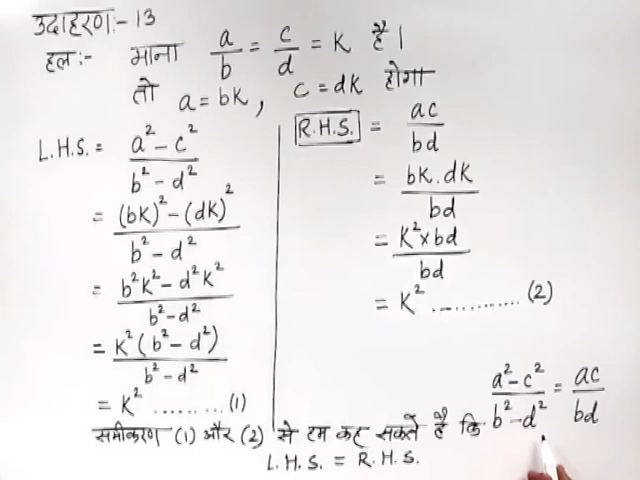 उदाहरण:- 13
हल:- माना a/b = c/d = K है।
तो a = bK, c = dK होगा
L.H.S. = (a² - c²)/(b² - d²)
= ((bK)² - (dK)²)/(b² - d²)
= (b²K² - d²K²)/(b² - d²)
= K²(b² - d²)/(b² - d²)
= K² .......... (1)
R.H.S. = ac/bd
= bK.dK/bd
= K²×bd/bd
= K² ............ (2)
समीकरण (1) और (2) से हम कह सकते है कि (a² - c²)/(b² - d²) = ac/bd
L.H.S. = R.H.S.